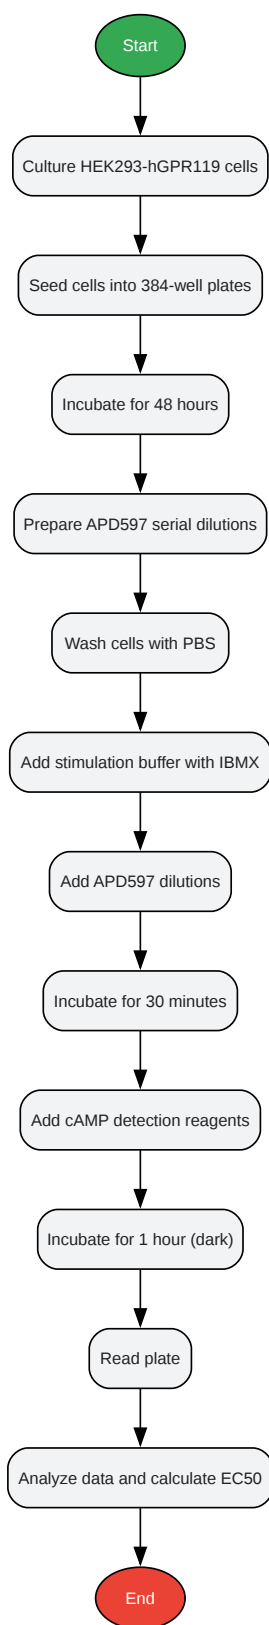 Start
Culture HEK293-hGPR119 cells
Seed cells into 384-well plates
Incubate for 48 hours
Prepare APD597 serial dilutions
Wash cells with PBS
Add stimulation buffer with IBMX
Add APD597 dilutions
Incubate for 30 minutes
Add cAMP detection reagents
Incubate for 1 hour (dark)
Read plate
Analyze data and calculate EC50
End